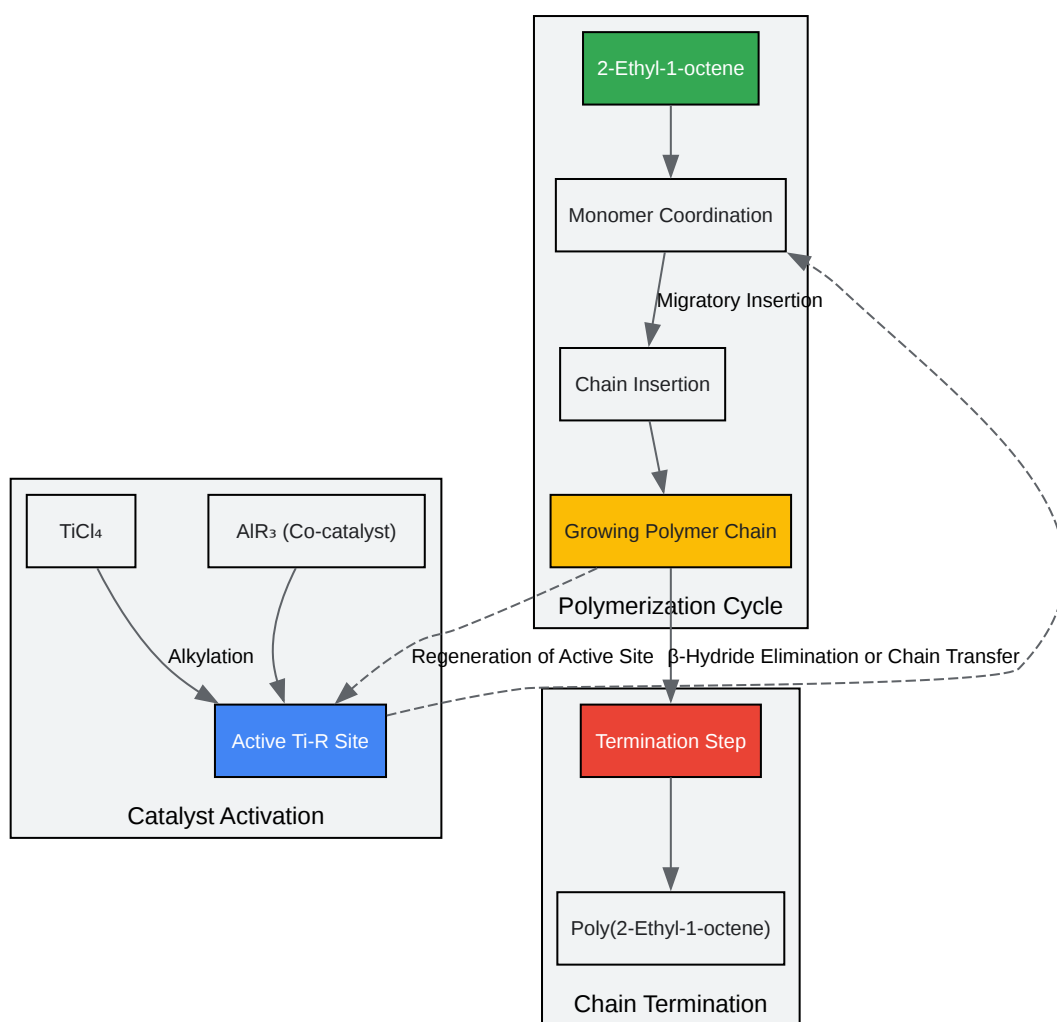 2-Ethyl-1-octene
Monomer Coordination
Migratory Insertion
Chain Insertion
TiCl₄
AlR₃ (Co-catalyst)
Growing Polymer Chain
Polymerization Cycle
Alkylation
Regeneration of Active Site
β-Hydride Elimination or Chain Transfer
Active Ti-R Site
Termination Step
Catalyst Activation
Poly(2-Ethyl-1-octene)
Chain Termination